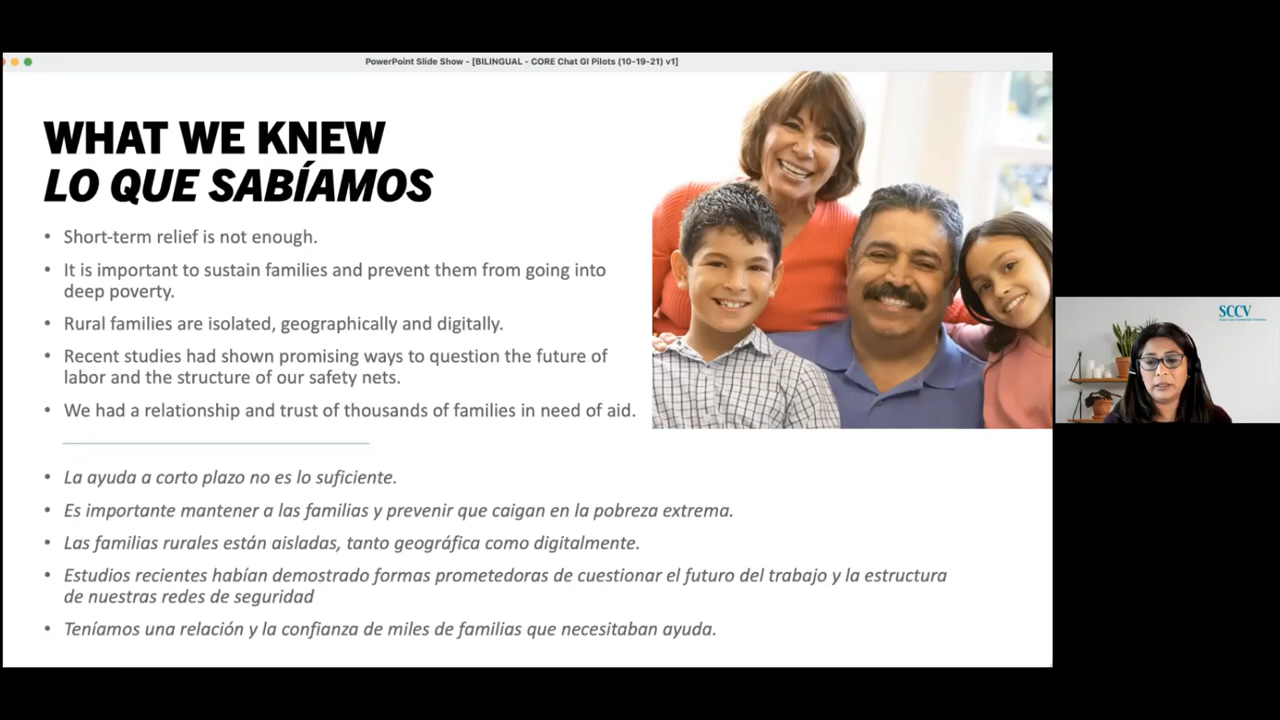 PowerPoint Slide Show - [BILINGUAL - CORE Chat GI Pilots (10-19-21) v1]
WHAT WE KNEW
LO QUE SABÍAMOS
• Short-term relief is not enough.
• It is important to sustain families and prevent them from going into
deep poverty.
• Rural families are isolated, geographically and digitally.
• Recent studies had shown promising ways to question the future of
labor and the structure of our safety nets.
• We had a relationship and trust of thousands of families in need of aid.
• La ayuda a corto plazo no es lo suficiente.
• Es importante mantener a las familias y prevenir que caigan en la pobreza extrema.
• Las familias rurales están aisladas, tanto geográfica como digitalmente.
• Estudios recientes habían demostrado formas prometedoras de cuestionar el futuro del trabajo y la estructura
de nuestras redes de seguridad
• Teníamos una relación y la confianza de miles de familias que necesitaban ayuda.
SCCV